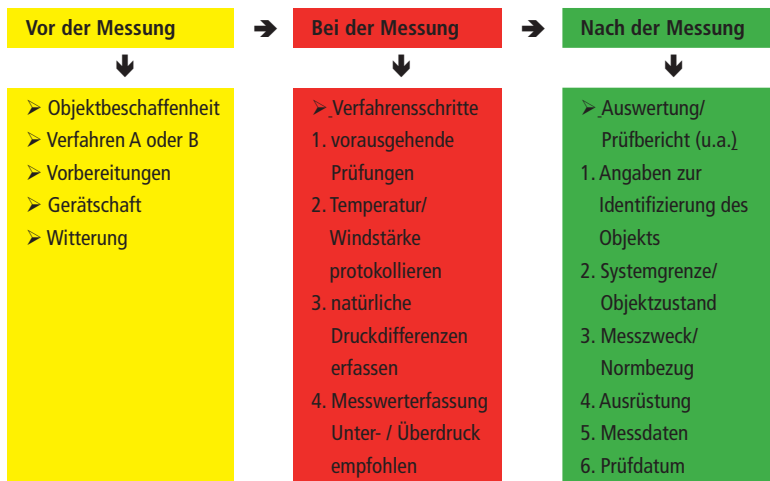 Vor der Messung
➢ Objektbeschaffenheit
➢ Verfahren A oder B
➢ Vorbereitungen
➢ Gerätschaft
➢ Witterung
Bei der Messung
➢ Verfahrensschritte
1. vorausgehende
Prüfungen
2. Temperatur/
Windstärke
protokollieren
3. natürliche
Druckdifferenzen
erfassen
4. Messwerterfassung
Unter- / Überdruck
empfohlen
Nach der Messung
➢ Auswertung/
Prüfbericht (u.a.)
1. Angaben zur
Identifizierung des
Objekts
2. Systemgrenze/
Objektzustand
3. Messzweck/
Normbezug
4. Ausrüstung
5. Messdaten
6. Prüfdatum